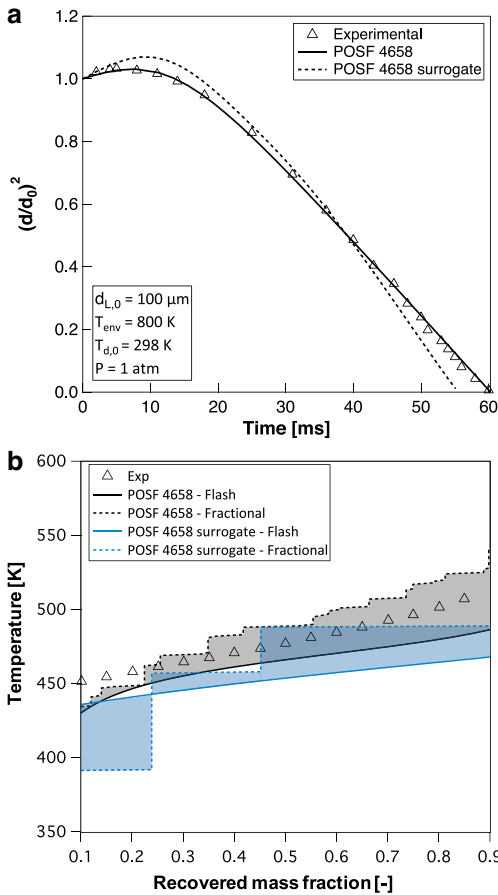 a
Experimental
POSF 4658
POSF 4658 surrogate
1.0
0.8
0.6
0.4
0.2
0.0
(d/d0)²
dL,0 = 100 μm
Tenv = 800 K
Td,0 = 298 K
P = 1 atm
0 10 20 30 40 50 60
Time [ms]
b
Exp
POSF 4658 - Flash
POSF 4658 - Fractional
POSF 4658 surrogate - Flash
POSF 4658 surrogate - Fractional
600
550
500
450
400
350
Temperature [K]
0.1 0.2 0.3 0.4 0.5 0.6 0.7 0.8 0.9
Recovered mass fraction [-]